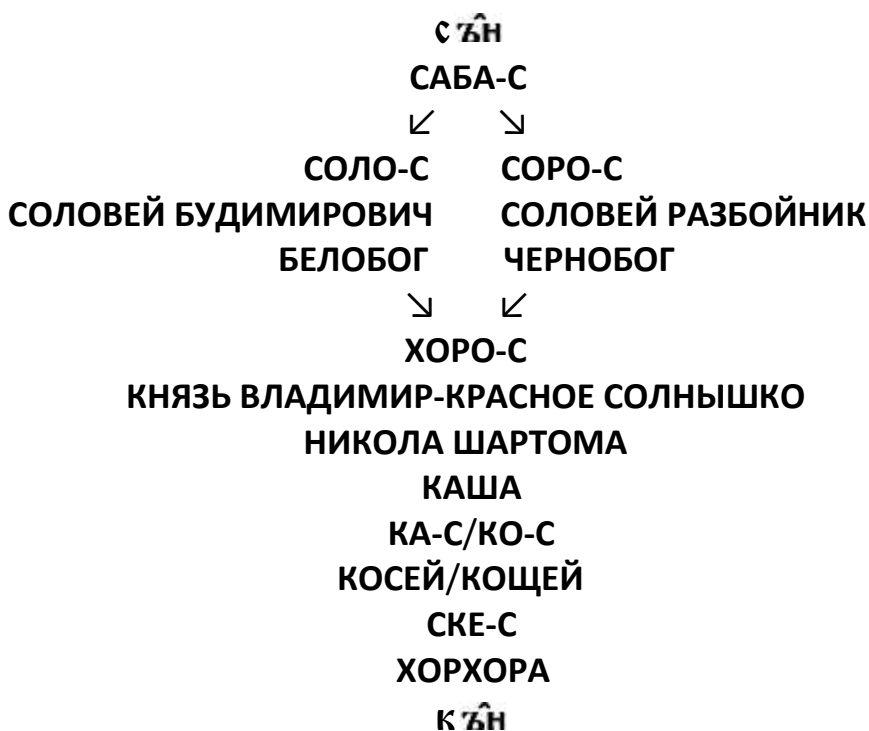 САБА-С
↙ ↘
СОЛО-С СОРО-С
СОЛОВЕЙ БУДИМИРОВИЧ СОЛОВЕЙ РАЗБОЙНИК
БЕЛОБОГ ЧЕРНОБОГ
↘ ↙
ХОРО-С
КНЯЗЬ ВЛАДИМИР-КРАСНОЕ СОЛНЫШКО
НИКОЛА ШАРТОМА
КАША
КА-С/КО-С
КОСЕЙ/КОЩЕЙ
СКЕ-С
ХОРХОРА